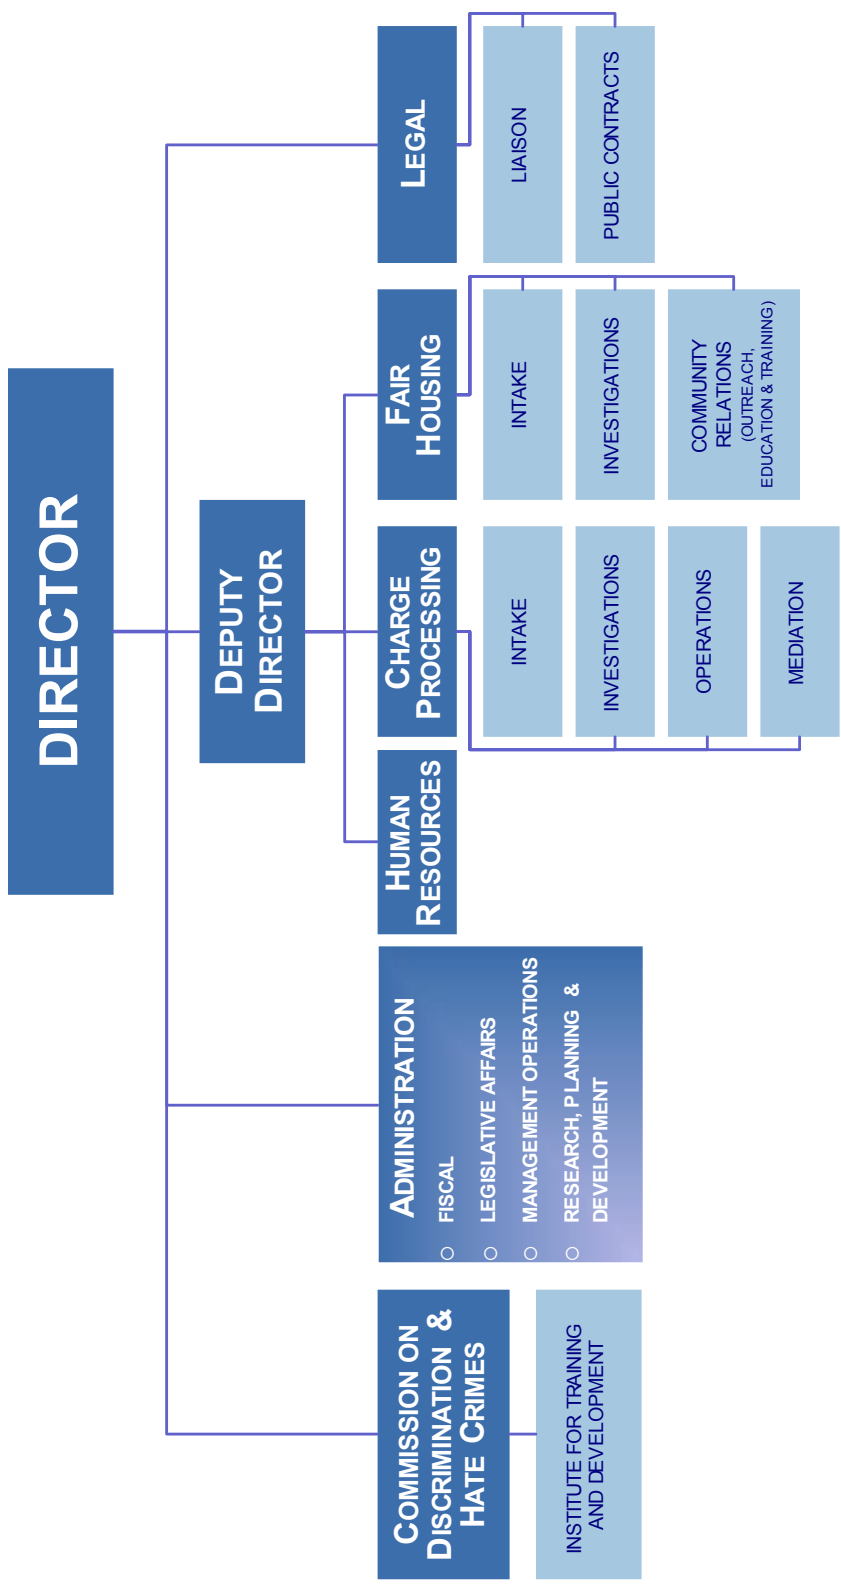 DIRECTOR
DEPUTY
DIRECTOR
COMMISSION ON
DISCRIMINATION &
HATE CRIMES
INSTITUTE FOR TRAINING
AND DEVELOPMENT
ADMINISTRATION
○ FISCAL
○ LEGISLATIVE AFFAIRS
○ MANAGEMENT OPERATIONS
○ RESEARCH, PLANNING &
DEVELOPMENT
HUMAN
RESOURCES
CHARGE
PROCESSING
INTAKE
INVESTIGATIONS
OPERATIONS
MEDIATION
FAIR
HOUSING
INTAKE
INVESTIGATIONS
COMMUNITY
RELATIONS
(OUTREACH,
EDUCATION & TRAINING)
LEGAL
LIAISON
PUBLIC CONTRACTS